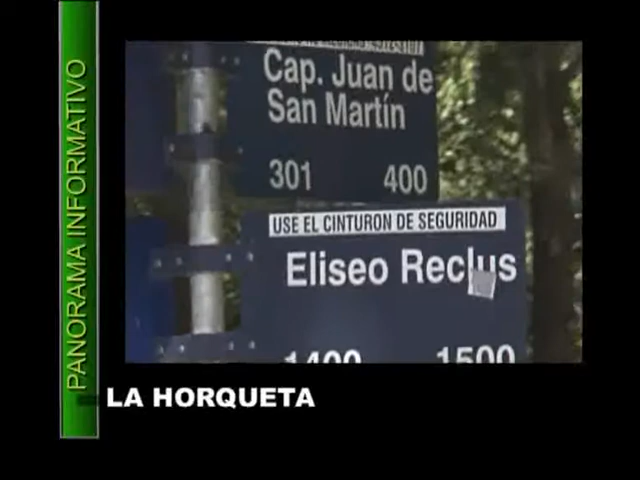 PANORAMA INFORMATIVO
Cap. Juan de
San Martín
301 400
USE EL CINTURON DE SEGURIDAD
Eliseo Reclus
1400 1500
LA HORQUETA